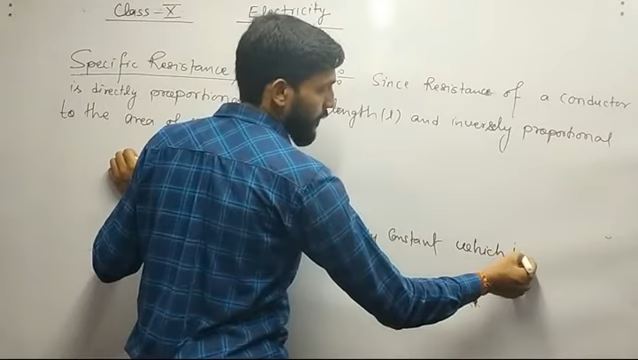 Class-X Electricity
Specific Resistance Since Resistance of a conductor
is directly length(l) and inversely proportional
to the area of
constant which